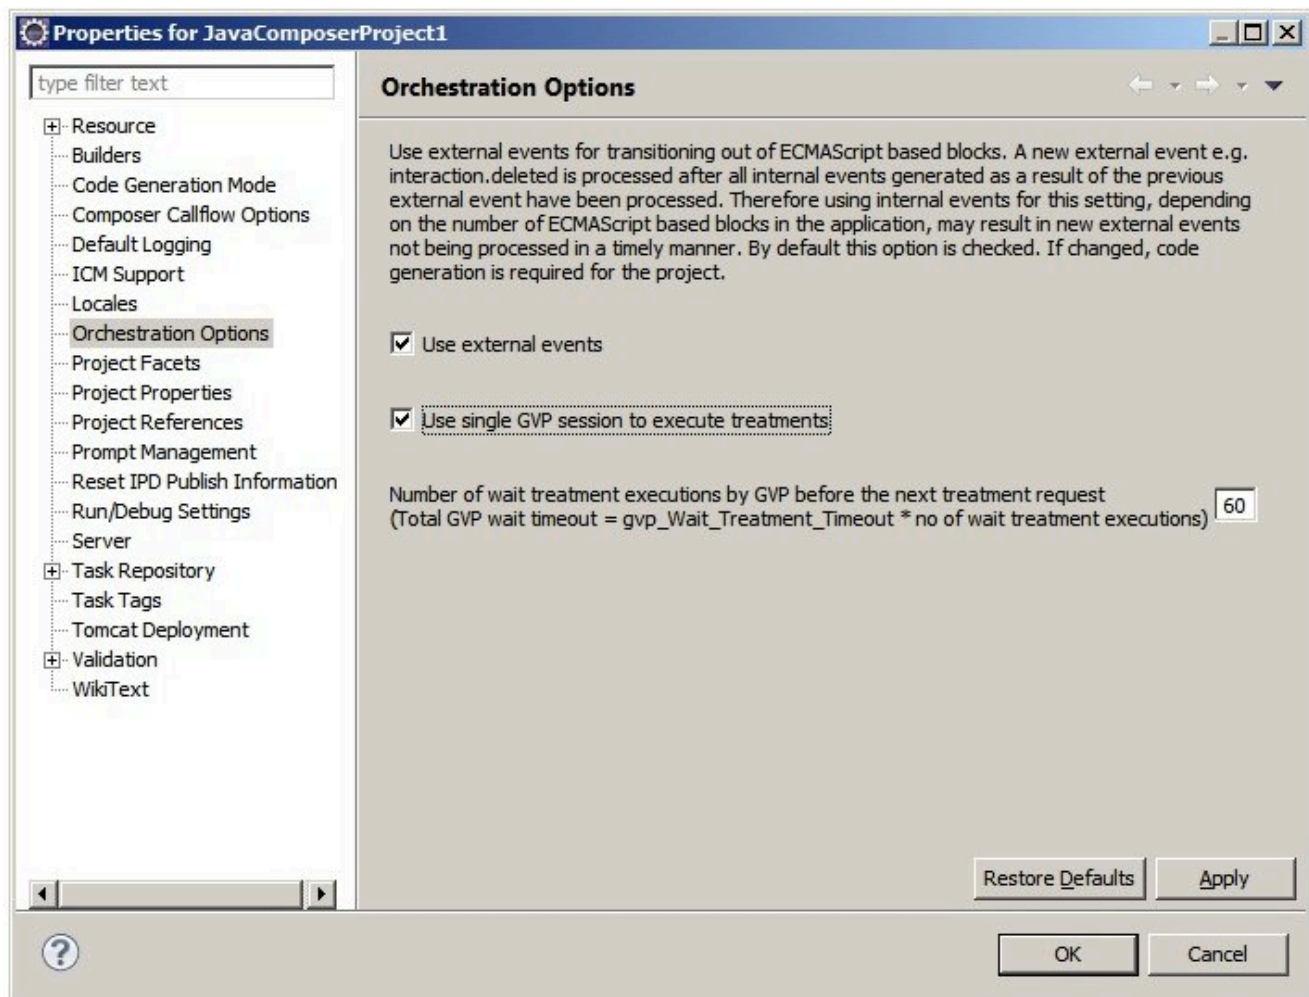 Properties for JavaComposerProject1
type filter text
Resource
Builders
Code Generation Mode
Composer Callflow Options
Default Logging
ICM Support
Locales
Orchestration Options
Project Facets
Project Properties
Project References
Prompt Management
Reset IPD Publish Information
Run/Debug Settings
Server
Task Repository
Task Tags
Tomcat Deployment
Validation
WikiText
Orchestration Options
Use external events for transitioning out of ECMAScript based blocks. A new external event e.g.
interaction.deleted is processed after all internal events generated as a result of the previous
external event have been processed. Therefore using internal events for this setting, depending
on the number of ECMAScript based blocks in the application, may result in new external events
not being processed in a timely manner. By default this option is checked. If changed, code
generation is required for the project.
Use external events
Use single GVP session to execute treatments
Number of wait treatment executions by GVP before the next treatment request
(Total GVP wait timeout = gvp_Wait_Treatment_Timeout * no of wait treatment executions) 60
Restore Defaults Apply
? OK Cancel